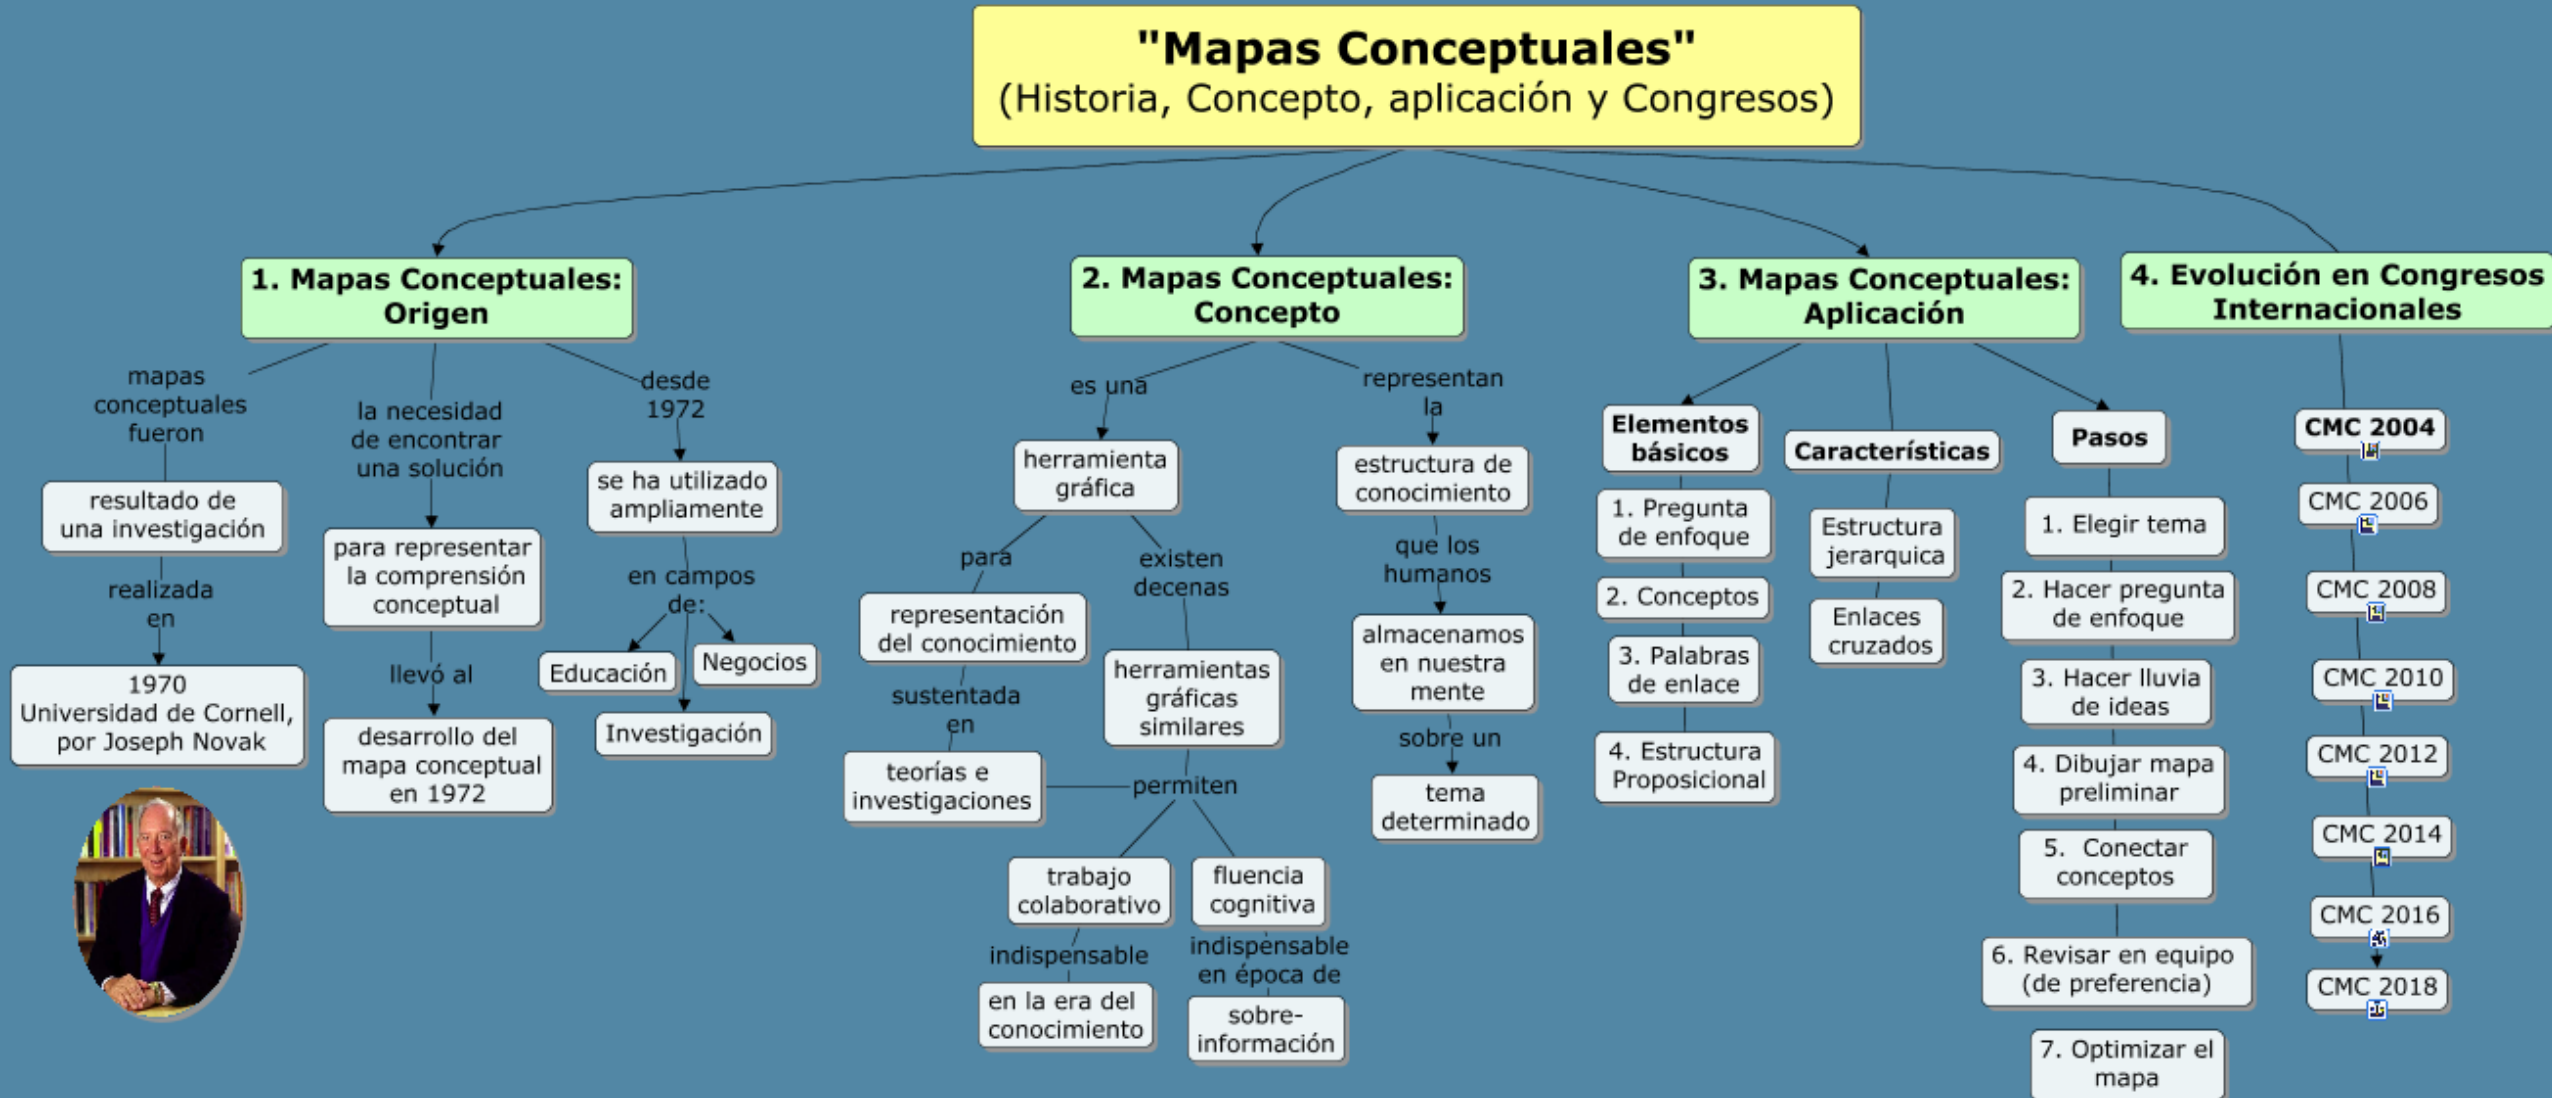 "Mapas Conceptuales"
(Historia, Concepto, aplicación y Congresos)
1. Mapas Conceptuales:
Origen
mapas
conceptuales
fueron
resultado de
una investigación
realizada
en
1970
Universidad de Cornell,
por Joseph Novak
la necesidad
de encontrar
una solución
para representar
la comprensión
conceptual
llevó al
desarrollo del
mapa conceptual
en 1972
desde
1972
se ha utilizado
ampliamente
en campos
de:
Educación
Negocios
Investigación
2. Mapas Conceptuales:
Concepto
es una
herramienta
gráfica
para
representación
del conocimiento
sustentada
en
teorías e
investigaciones
existen
decenas
herramientas
gráficas
similares
permiten
trabajo
colaborativo
indispensable
en la era del
conocimiento
fluencia
cognitiva
indispensable
en época de
sobre-
información
representan
la
estructura de
conocimiento
que los
humanos
almacenamos
en nuestra
mente
sobre un
tema
determinado
3. Mapas Conceptuales:
Aplicación
Elementos
básicos
1. Pregunta
de enfoque
2. Conceptos
3. Palabras
de enlace
4. Estructura
Proposicional
Características
Estructura
jerarquica
Enlaces
cruzados
Pasos
1. Elegir tema
2. Hacer pregunta
de enfoque
3. Hacer lluvia
de ideas
4. Dibujar mapa
preliminar
5. Conectar
conceptos
6. Revisar en equipo
(de preferencia)
7. Optimizar el
mapa
4. Evolución en Congresos
Internacionales
CMC 2004
CMC 2006
CMC 2008
CMC 2010
CMC 2012
CMC 2014
CMC 2016
CMC 2018